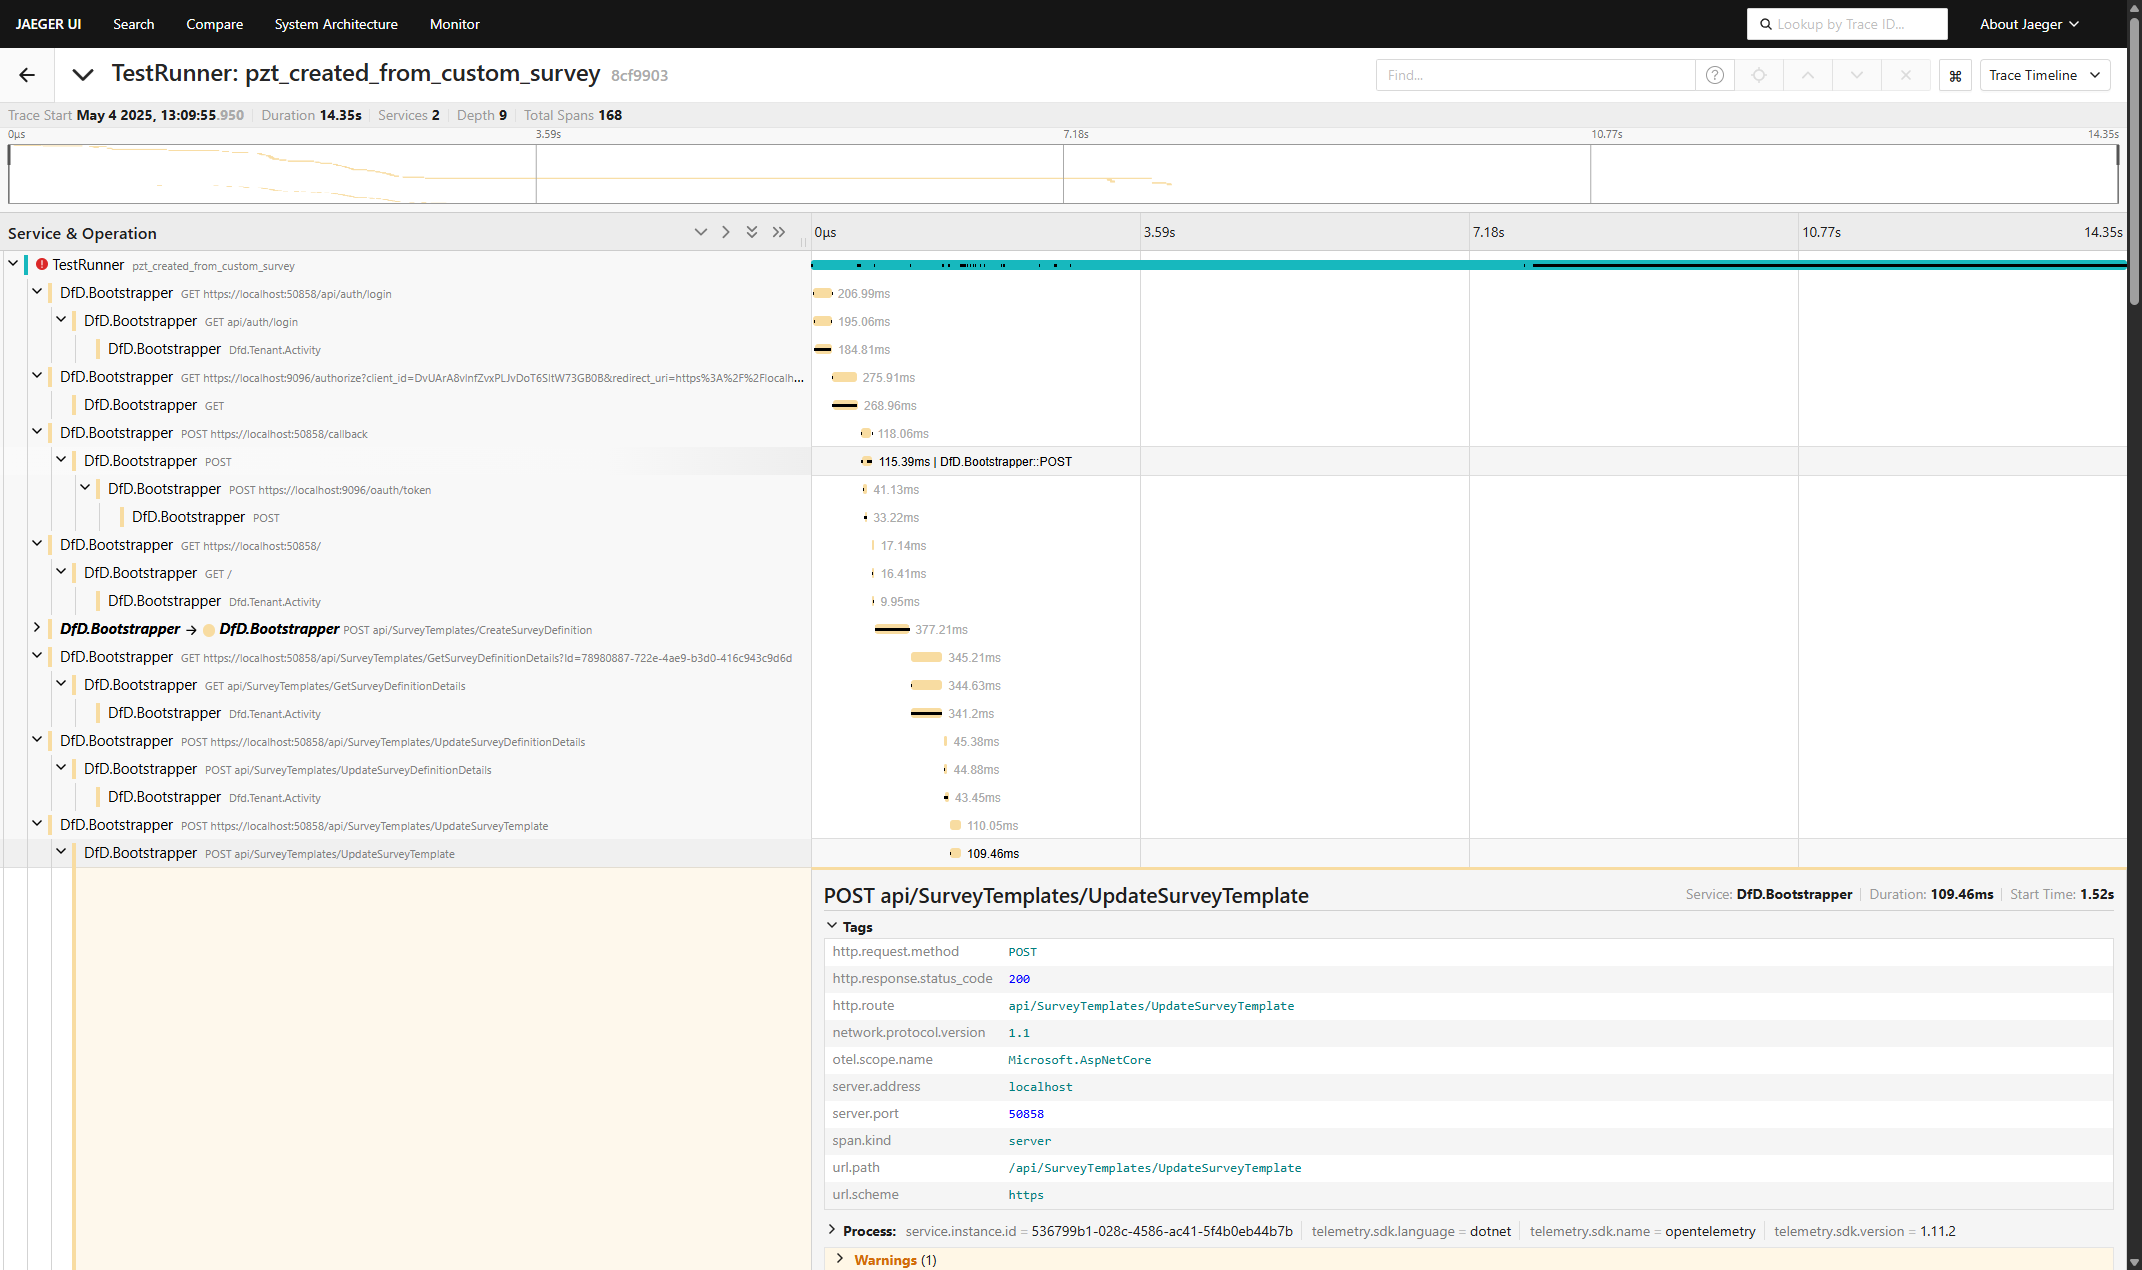 JAEGER UI Search Compare System Architecture Monitor Lookup by Trace ID... About Jaeger
TestRunner: pzt_created_from_custom_survey 8cf9903 Find... Trace Timeline
Trace Start May 4 2025, 13:09:55.950 Duration 14.35s Services 2 Depth 9 Total Spans 168
0μs 3.59s 7.18s 10.77s 14.35s
Service & Operation 0μs 3.59s 7.18s 10.77s 14.35s
TestRunner pzt_created_from_custom_survey
DfD.Bootstrapper GET https://localhost:50858/api/auth/login 206.99ms
DfD.Bootstrapper GET api/auth/login 195.06ms
DfD.Bootstrapper Dfd.Tenant.Activity 184.81ms
DfD.Bootstrapper GET https://localhost:9096/authorize?client_id=DvUArA8vlnfZvxPLJvDoT6SltW73GB0B&redirect_uri=https%3A%2F%2Flocalh... 275.91ms
DfD.Bootstrapper GET 268.96ms
DfD.Bootstrapper POST https://localhost:50858/callback 118.06ms
DfD.Bootstrapper POST 115.39ms | DfD.Bootstrapper::POST
DfD.Bootstrapper POST https://localhost:9096/oauth/token 41.13ms
DfD.Bootstrapper POST 33.22ms
DfD.Bootstrapper GET https://localhost:50858/ 17.14ms
DfD.Bootstrapper GET / 16.41ms
DfD.Bootstrapper Dfd.Tenant.Activity 9.95ms
DfD.Bootstrapper → DfD.Bootstrapper POST api/SurveyTemplates/CreateSurveyDefinition 377.21ms
DfD.Bootstrapper GET https://localhost:50858/api/SurveyTemplates/GetSurveyDefinitionDetails?Id=78980887-722e-4ae9-b3d0-416c943c9d6d 345.21ms
DfD.Bootstrapper GET api/SurveyTemplates/GetSurveyDefinitionDetails 344.63ms
DfD.Bootstrapper Dfd.Tenant.Activity 341.2ms
DfD.Bootstrapper POST https://localhost:50858/api/SurveyTemplates/UpdateSurveyDefinitionDetails 45.38ms
DfD.Bootstrapper POST api/SurveyTemplates/UpdateSurveyDefinitionDetails 44.88ms
DfD.Bootstrapper Dfd.Tenant.Activity 43.45ms
DfD.Bootstrapper POST https://localhost:50858/api/SurveyTemplates/UpdateSurveyTemplate 110.05ms
DfD.Bootstrapper POST api/SurveyTemplates/UpdateSurveyTemplate 109.46ms
POST api/SurveyTemplates/UpdateSurveyTemplate Service: DfD.Bootstrapper Duration: 109.46ms Start Time: 1.52s
Tags
http.request.method POST
http.response.status_code 200
http.route api/SurveyTemplates/UpdateSurveyTemplate
network.protocol.version 1.1
otel.scope.name Microsoft.AspNetCore
server.address localhost
server.port 50858
span.kind server
url.path /api/SurveyTemplates/UpdateSurveyTemplate
url.scheme https
Process: service.instance.id = 536799b1-028c-4586-ac41-5f4b0eb44b7b telemetry.sdk.language = dotnet telemetry.sdk.name = opentelemetry telemetry.sdk.version = 1.11.2
Warnings (1)